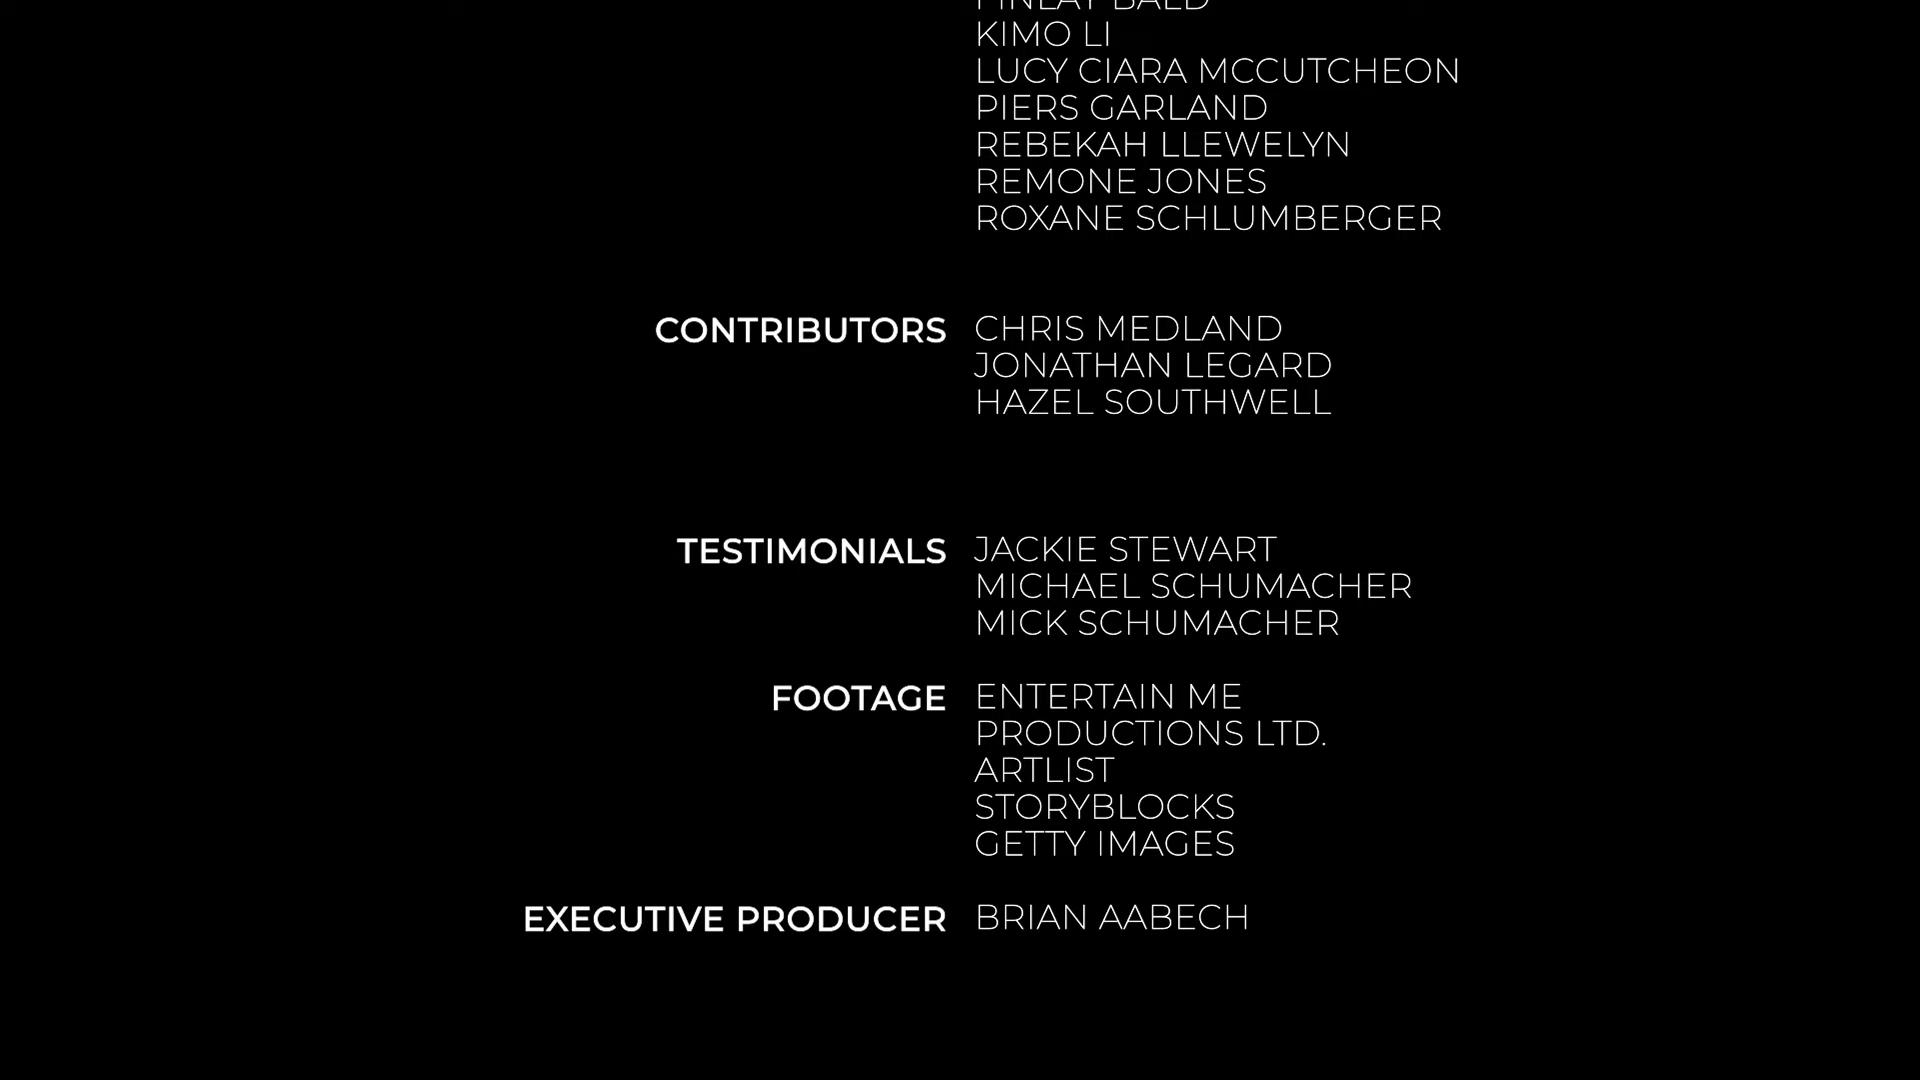 FINLAY BALD
KIMO LI
LUCY CIARA MCCUTCHEON
PIERS GARLAND
REBEKAH LLEWELYN
REMONE JONES
ROXANE SCHLUMBERGER
CONTRIBUTORS CHRIS MEDLAND
JONATHAN LEGARD
HAZEL SOUTHWELL
TESTIMONIALS JACKIE STEWART
MICHAEL SCHUMACHER
MICK SCHUMACHER
FOOTAGE ENTERTAIN ME
PRODUCTIONS LTD.
ARTLIST
STORYBLOCKS
GETTY IMAGES
EXECUTIVE PRODUCER BRIAN AABECH